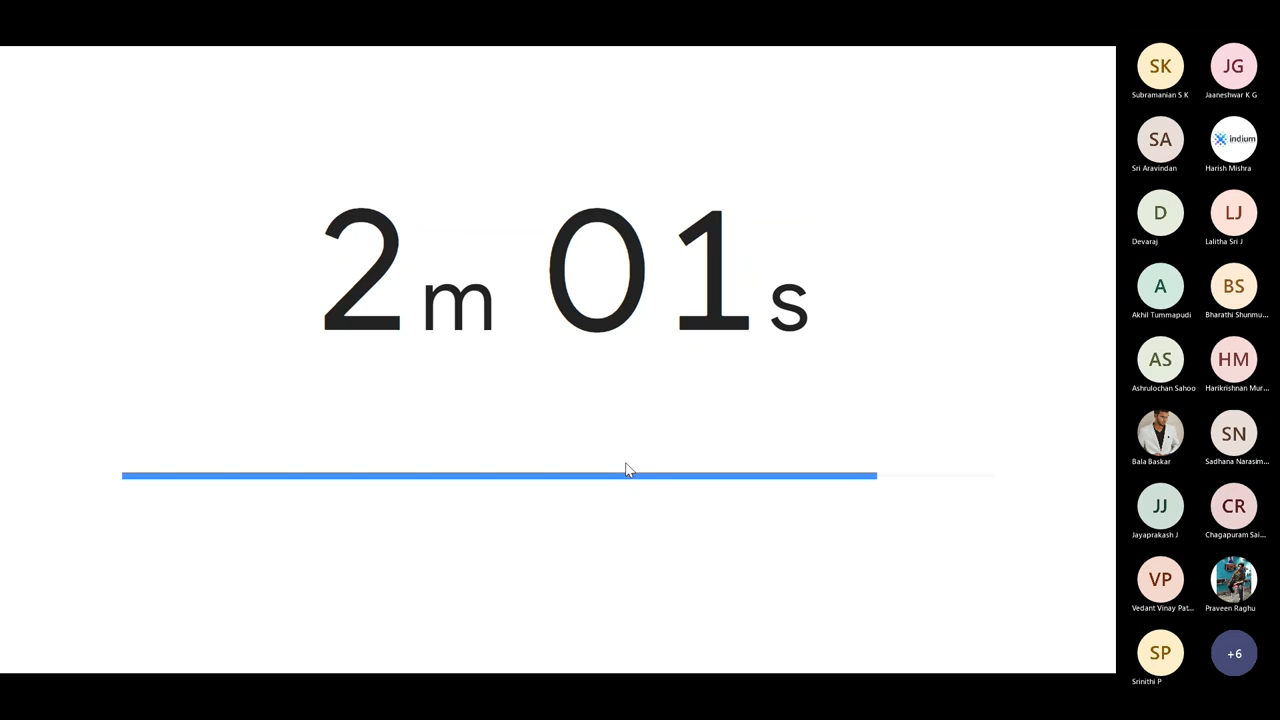 2m 01s
SK
JG
Subramanian S K
Jaaneshwar K G
SA
indium
Sri Aravindan
Harish Mishra
D
LJ
Devaraj
Lalitha Sri J
A
BS
Akhil Tummapudi
Bharathi Shunmu...
AS
HM
Ashrulochan Sahoo
Harikrishnan Mur...
SN
Bala Baskar
Sadhana Narasim...
JJ
CR
Jayaprakash J
Chagapuram Sai...
VP
Vedant Vinay Pat...
Praveen Raghu
SP
+6
Srinithi P